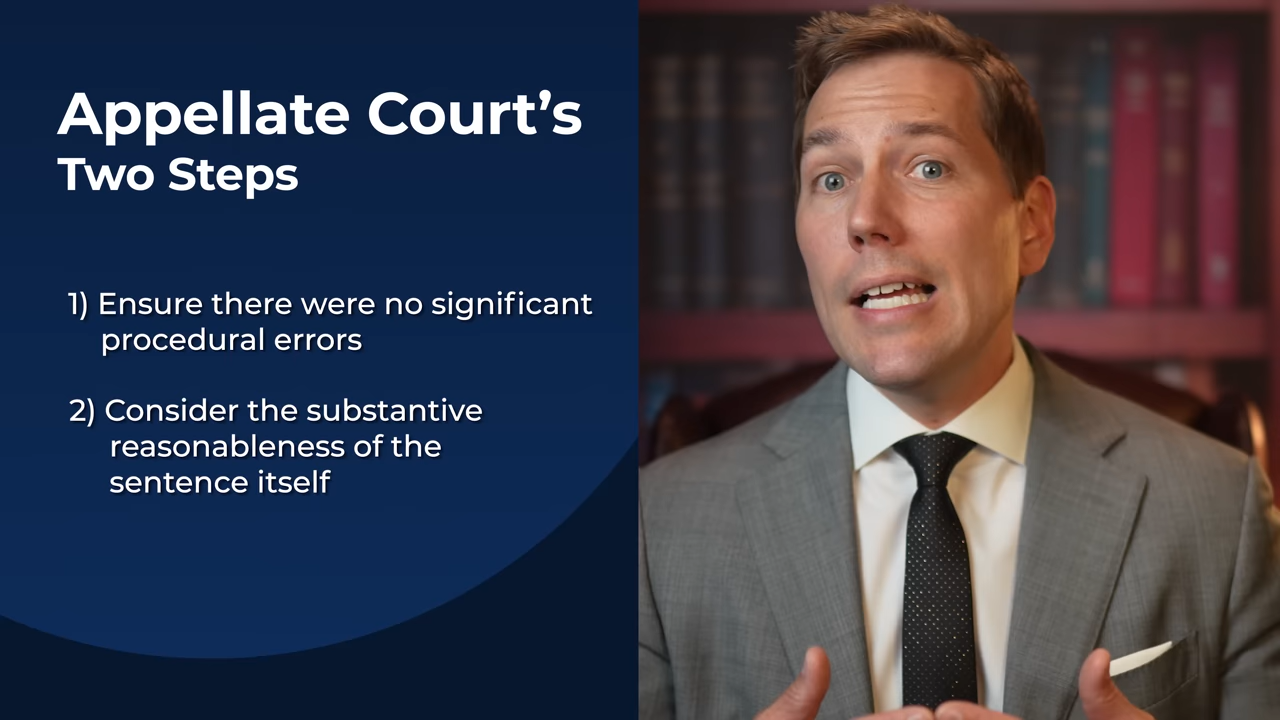 Appellate Court’s
Two Steps
1) Ensure there were no significant
procedural errors
2) Consider the substantive
reasonableness of the
sentence itself